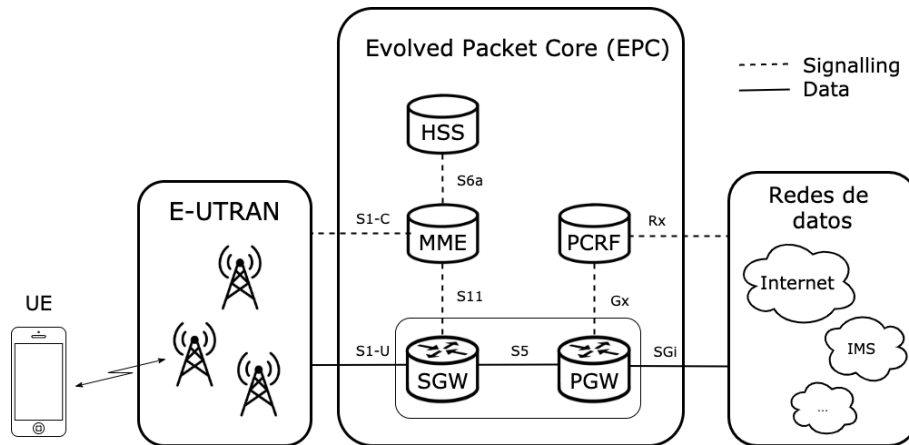 Evolved Packet Core (EPC)
Signalling
Data
HSS
S6a
E-UTRAN
Redes de
datos
S1-C
MME
PCRF
Rx
Internet
UE
S11
Gx
S1-U
S5
SGi
IMS
SGW
PGW
...